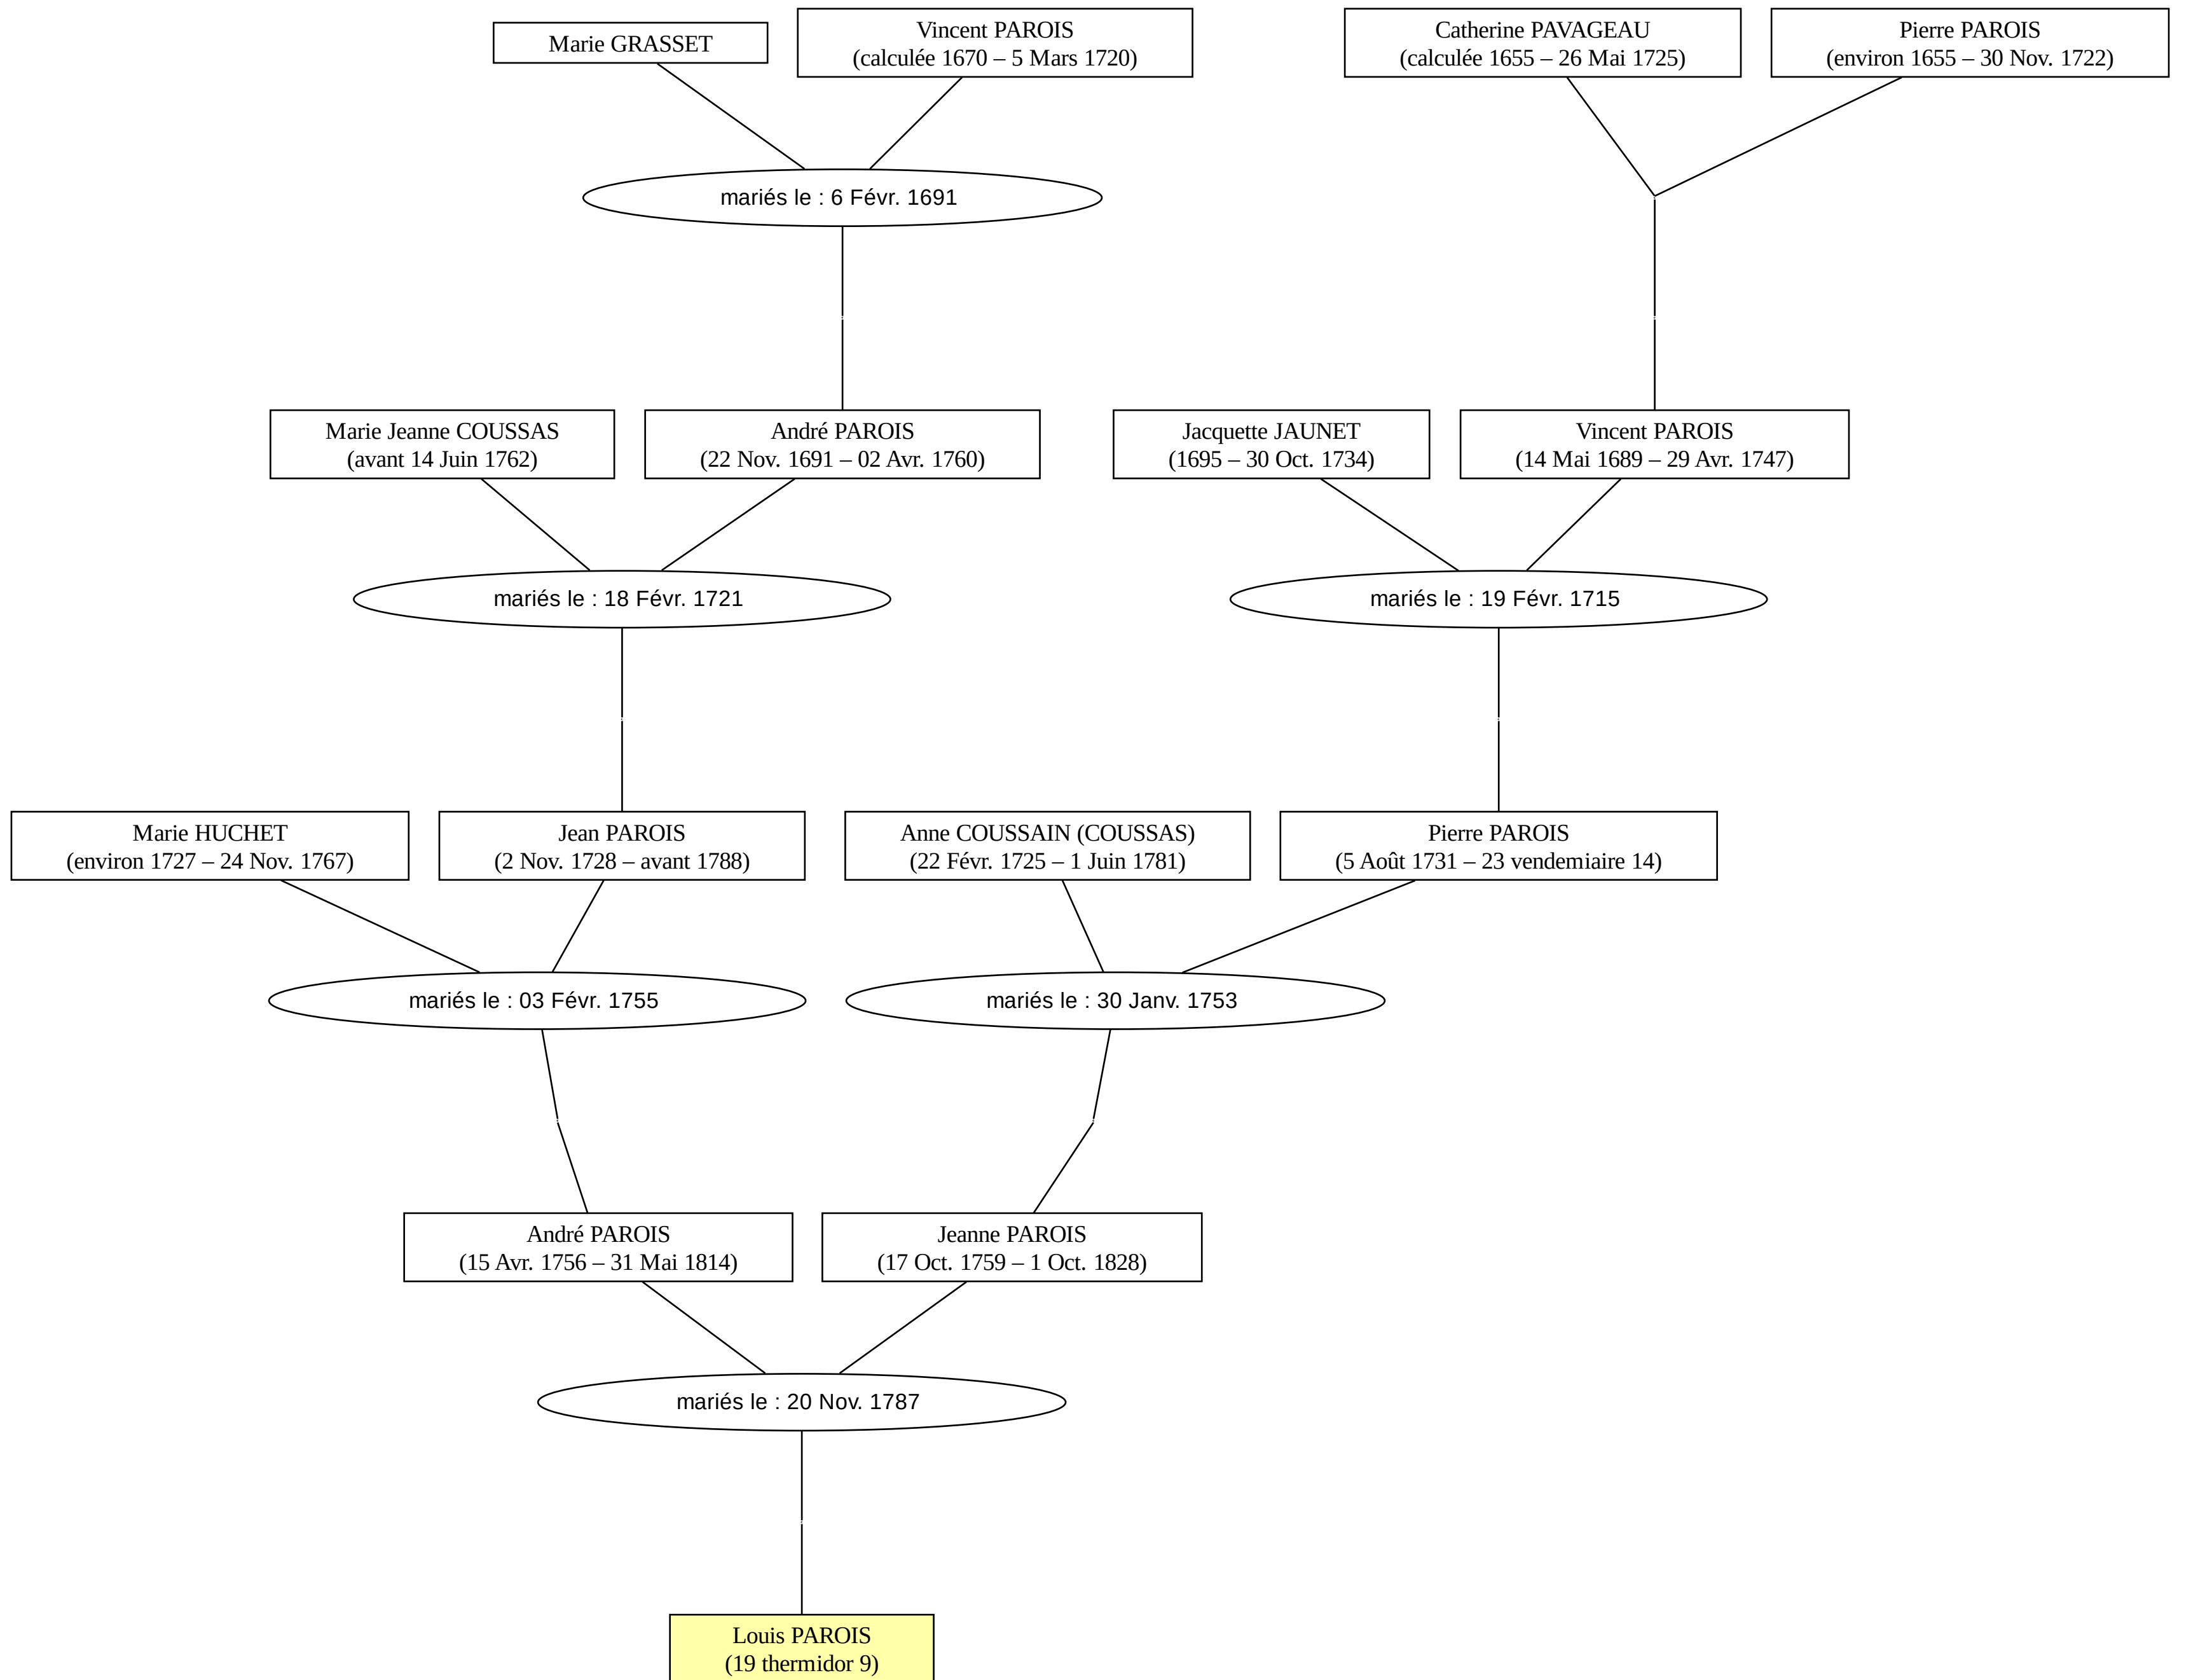 Marie GRASSET
Vincent PAROIS
(calculée 1670 – 5 Mars 1720)
Catherine PAVAGEAU
(calculée 1655 – 26 Mai 1725)
Pierre PAROIS
(environ 1655 – 30 Nov. 1722)
mariés le : 6 Févr. 1691
Marie Jeanne COUSSAS
(avant 14 Juin 1762)
André PAROIS
(22 Nov. 1691 – 02 Avr. 1760)
Jacquette JAUNET
(1695 – 30 Oct. 1734)
Vincent PAROIS
(14 Mai 1689 – 29 Avr. 1747)
mariés le : 18 Févr. 1721
mariés le : 19 Févr. 1715
Marie HUCHET
(environ 1727 – 24 Nov. 1767)
Jean PAROIS
(2 Nov. 1728 – avant 1788)
Anne COUSSAIN (COUSSAS)
(22 Févr. 1725 – 1 Juin 1781)
Pierre PAROIS
(5 Août 1731 – 23 vendemiaire 14)
mariés le : 03 Févr. 1755
mariés le : 30 Janv. 1753
André PAROIS
(15 Avr. 1756 – 31 Mai 1814)
Jeanne PAROIS
(17 Oct. 1759 – 1 Oct. 1828)
mariés le : 20 Nov. 1787
Louis PAROIS
(19 thermidor 9)